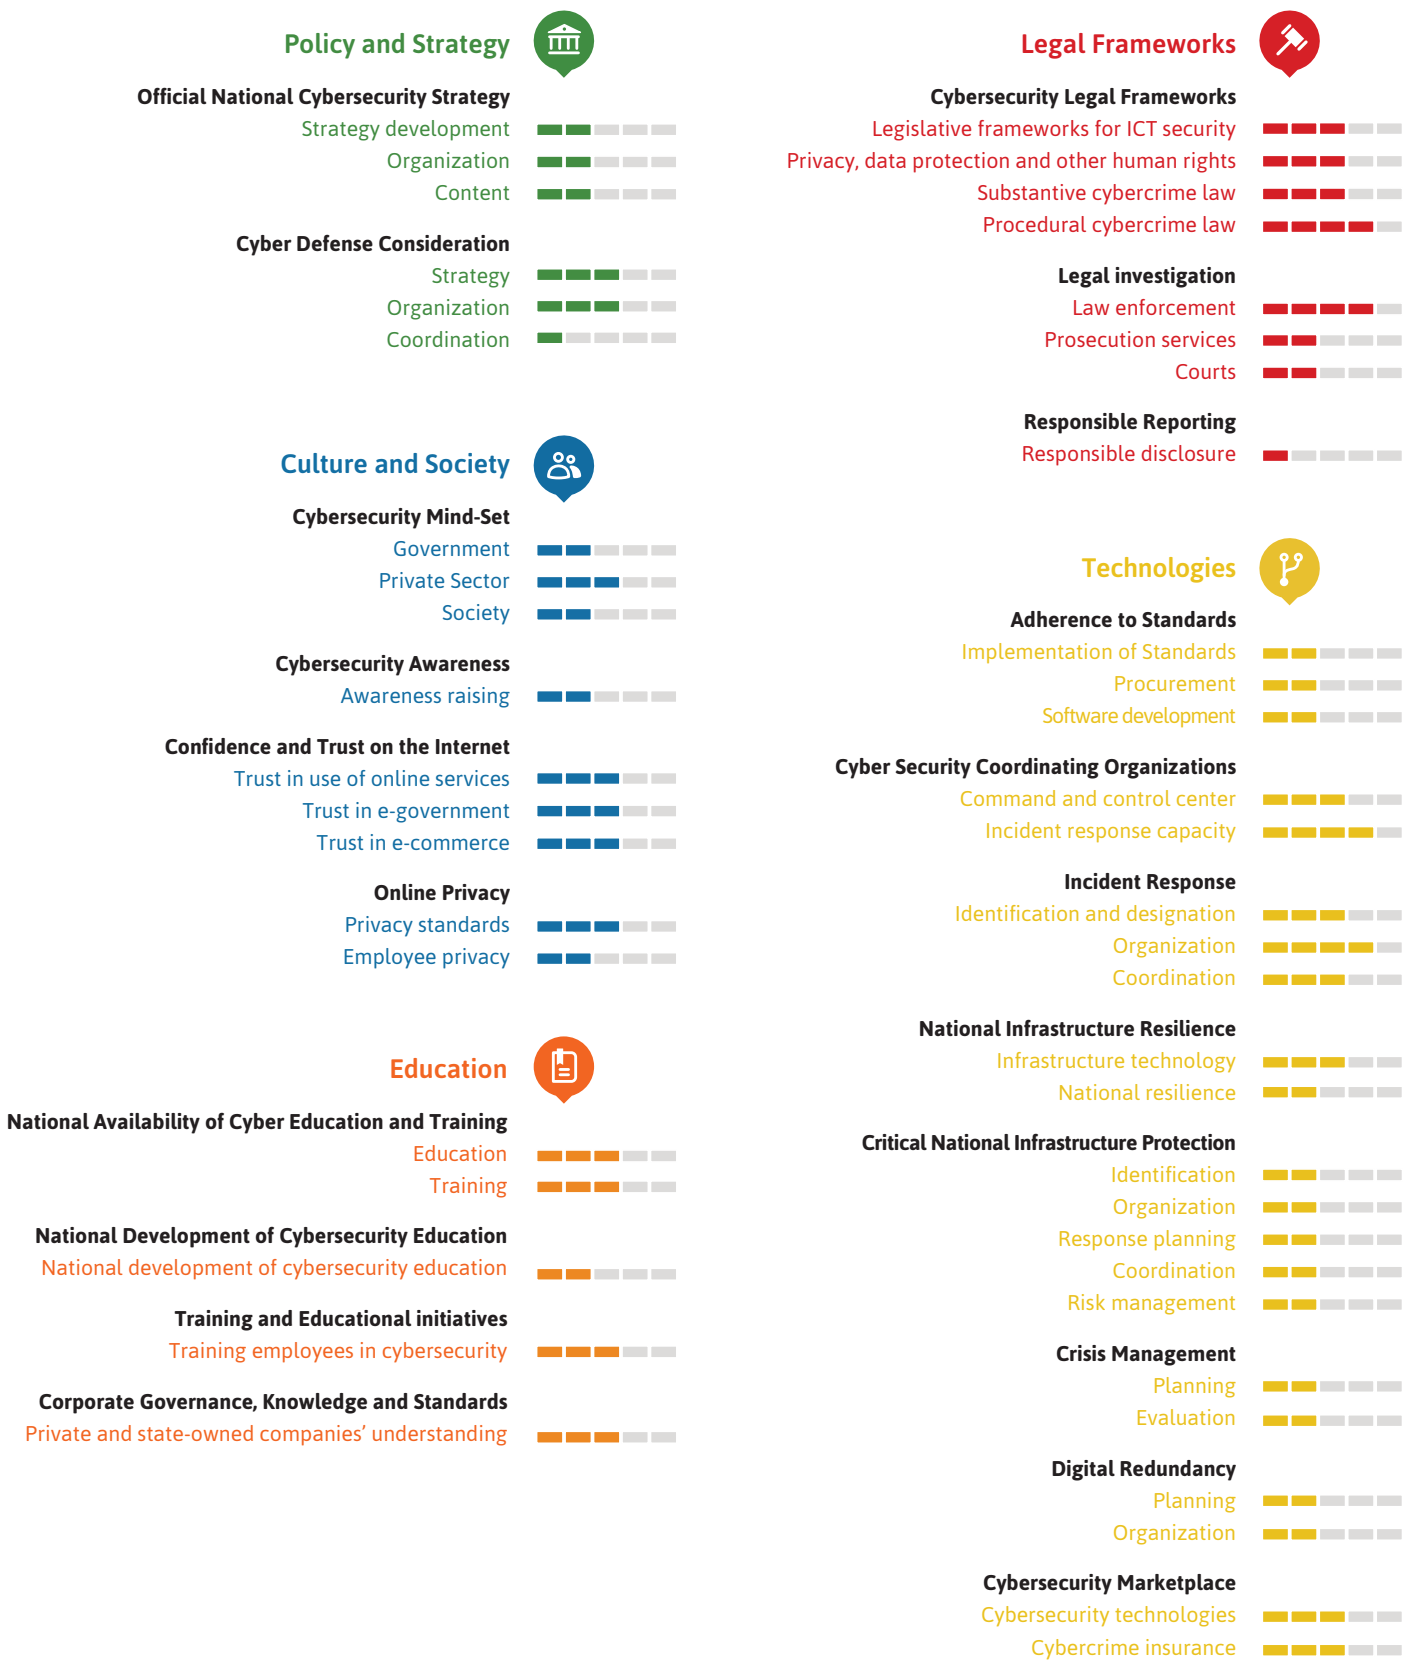 Policy and Strategy
Official National Cybersecurity Strategy
Strategy development
Organization
Content
Cyber Defense Consideration
Strategy
Organization
Coordination
Culture and Society
Cybersecurity Mind-Set
Government
Private Sector
Society
Cybersecurity Awareness
Awareness raising
Confidence and Trust on the Internet
Trust in use of online services
Trust in e-government
Trust in e-commerce
Online Privacy
Privacy standards
Employee privacy
Education
National Availability of Cyber Education and Training
Education
Training
National Development of Cybersecurity Education
National development of cybersecurity education
Training and Educational initiatives
Training employees in cybersecurity
Corporate Governance, Knowledge and Standards
Private and state-owned companies’ understanding
Legal Frameworks
Cybersecurity Legal Frameworks
Legislative frameworks for ICT security
Privacy, data protection and other human rights
Substantive cybercrime law
Procedural cybercrime law
Legal investigation
Law enforcement
Prosecution services
Courts
Responsible Reporting
Responsible disclosure
Technologies
Adherence to Standards
Implementation of Standards
Procurement
Software development
Cyber Security Coordinating Organizations
Command and control center
Incident response capacity
Incident Response
Identification and designation
Organization
Coordination
National Infrastructure Resilience
Infrastructure technology
National resilience
Critical National Infrastructure Protection
Identification
Organization
Response planning
Coordination
Risk management
Crisis Management
Planning
Evaluation
Digital Redundancy
Planning
Organization
Cybersecurity Marketplace
Cybersecurity technologies
Cybercrime insurance